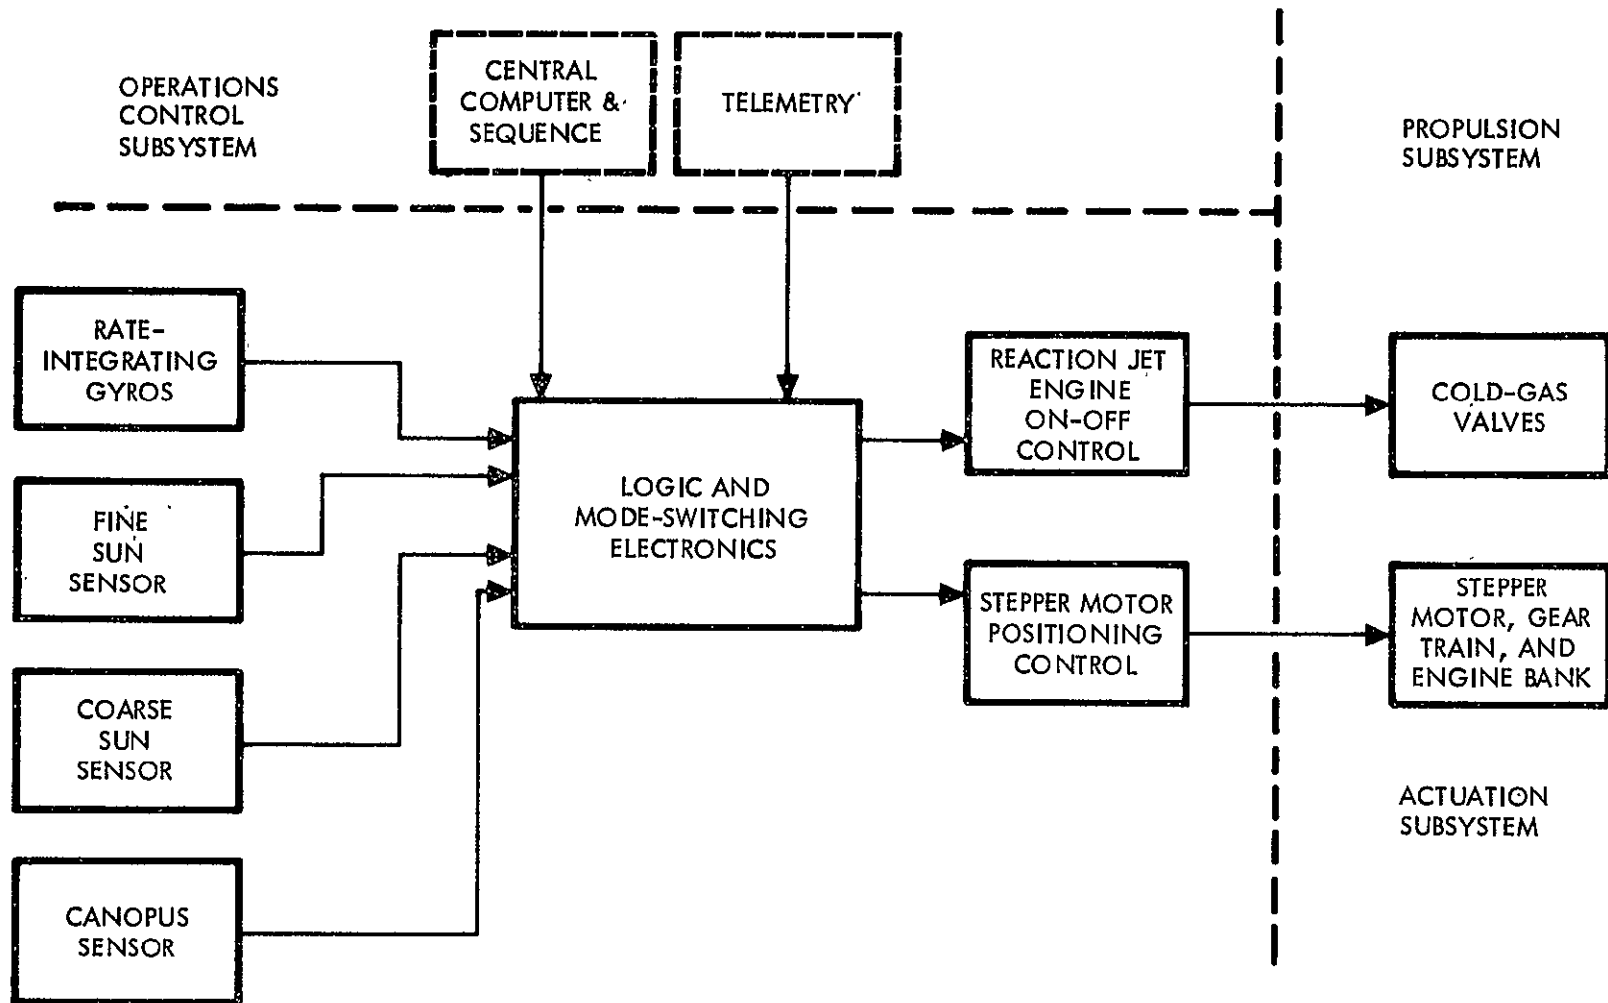 OPERATIONS
CONTROL
SUBSYSTEM
CENTRAL
COMPUTER &
SEQUENCE
TELEMETRY
PROPULSION
SUBSYSTEM
RATE-
INTEGRATING
GYROS
FINE
SUN
SENSOR
COARSE
SUN
SENSOR
CANOPUS
SENSOR
LOGIC AND
MODE-SWITCHING
ELECTRONICS
REACTION JET
ENGINE
ON-OFF
CONTROL
STEPPER MOTOR
POSITIONING
CONTROL
COLD-GAS
VALVES
STEPPER
MOTOR, GEAR
TRAIN, AND
ENGINE BANK
ACTUATION
SUBSYSTEM